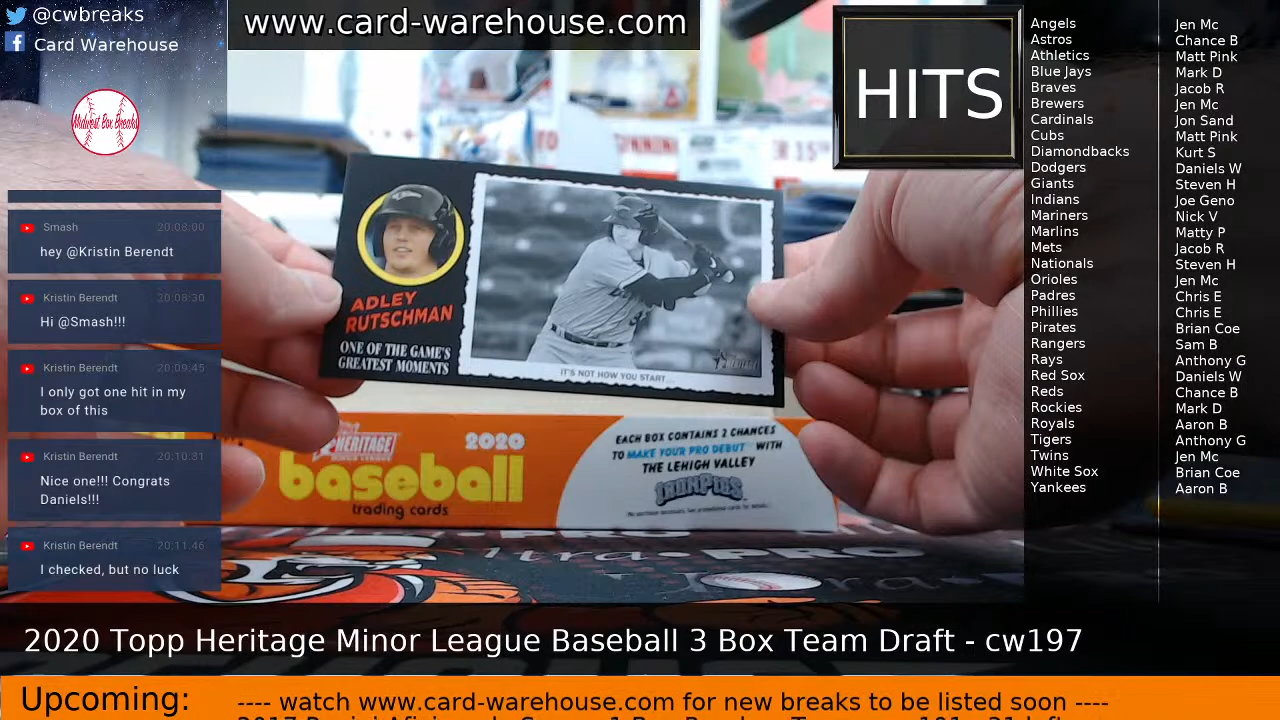 @cwbreaks
Card Warehouse
Midwest Box Breaks
www.card-warehouse.com
HITS
Smash 20:08:00
hey @Kristin Berendt
Kristin Berendt 20:08:30
Hi @Smash!!!
Kristin Berendt 20:09:45
I only got one hit in my
box of this
Kristin Berendt 20:10:31
Nice one!!! Congrats
Daniels!!!
Kristin Berendt 20:11:46
I checked, but no luck
ADLEY
RUTSCHMAN
ONE OF THE GAME'S
GREATEST MOMENTS
IT'S NOT HOW YOU START...
HERITAGE
2020
baseball
trading cards
EACH BOX CONTAINS 2 CHANCES
TO MAKE YOUR PRO DEBUT WITH
THE LEHIGH VALLEY
IRONPIGS
PRO
Angels Jen Mc
Astros Chance B
Athletics Matt Pink
Blue Jays Mark D
Braves Jacob R
Brewers Jen Mc
Cardinals Jon Sand
Cubs Matt Pink
Diamondbacks Kurt S
Dodgers Daniels W
Giants Steven H
Indians Joe Geno
Mariners Nick V
Marlins Matty P
Mets Jacob R
Nationals Steven H
Orioles Jen Mc
Padres Chris E
Phillies Chris E
Pirates Brian Coe
Rangers Sam B
Rays Anthony G
Red Sox Daniels W
Reds Chance B
Rockies Mark D
Royals Aaron B
Tigers Anthony G
Twins Jen Mc
White Sox Brian Coe
Yankees Aaron B
2020 Topp Heritage Minor League Baseball 3 Box Team Draft - cw197
Upcoming:
---- watch www.card-warehouse.com for new breaks to be listed soon ----